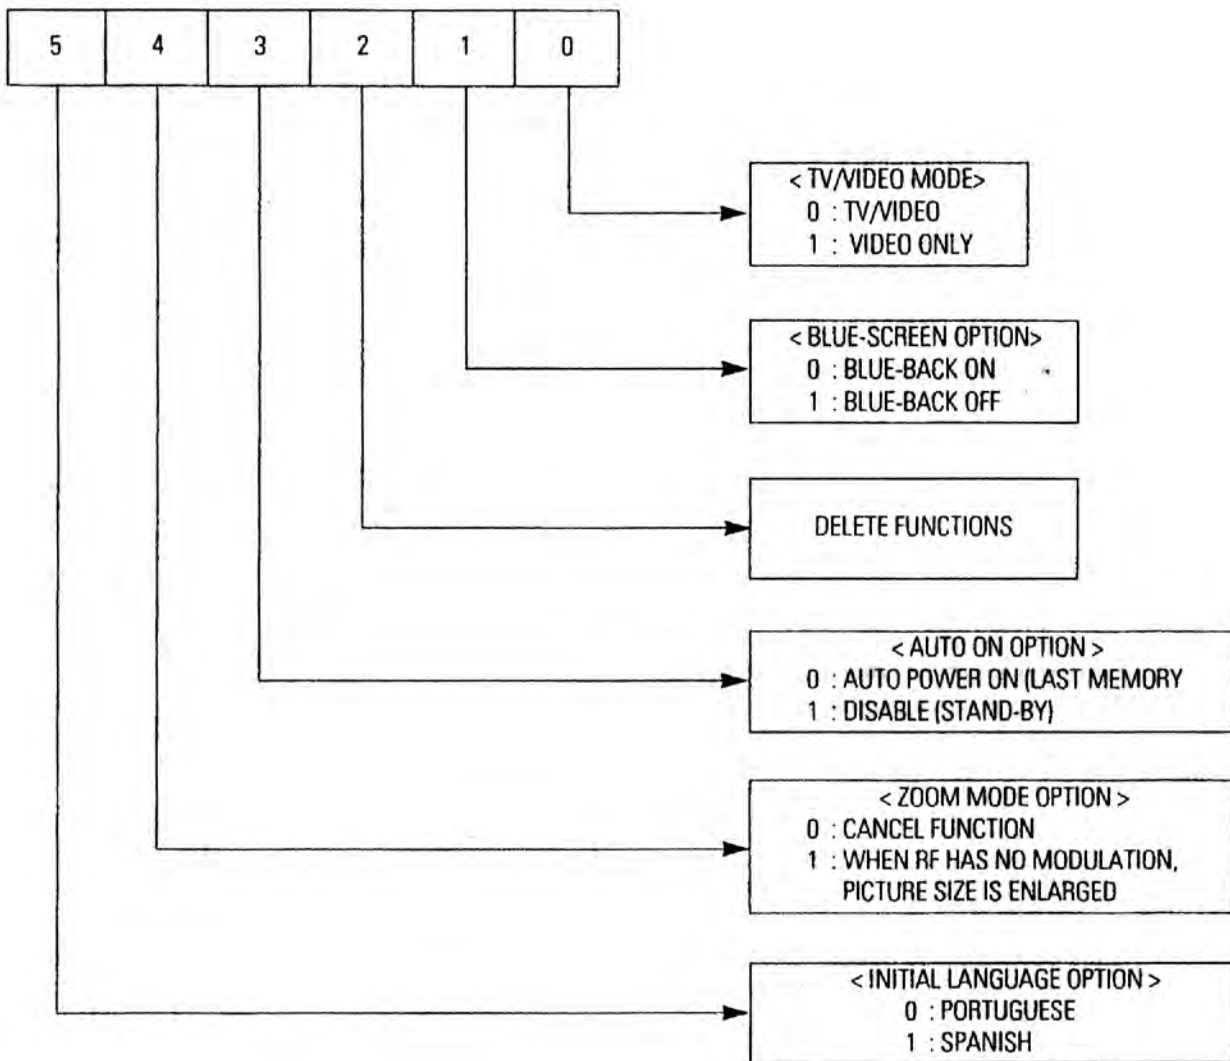 5 4 3 2 1 0
< TV/VIDEO MODE>
0 : TV/VIDEO
1 : VIDEO ONLY
< BLUE-SCREEN OPTION>
0 : BLUE-BACK ON
1 : BLUE-BACK OFF
DELETE FUNCTIONS
< AUTO ON OPTION >
0 : AUTO POWER ON (LAST MEMORY
1 : DISABLE (STAND-BY)
< ZOOM MODE OPTION >
0 : CANCEL FUNCTION
1 : WHEN RF HAS NO MODULATION,
PICTURE SIZE IS ENLARGED
< INITIAL LANGUAGE OPTION >
0 : PORTUGUESE
1 : SPANISH